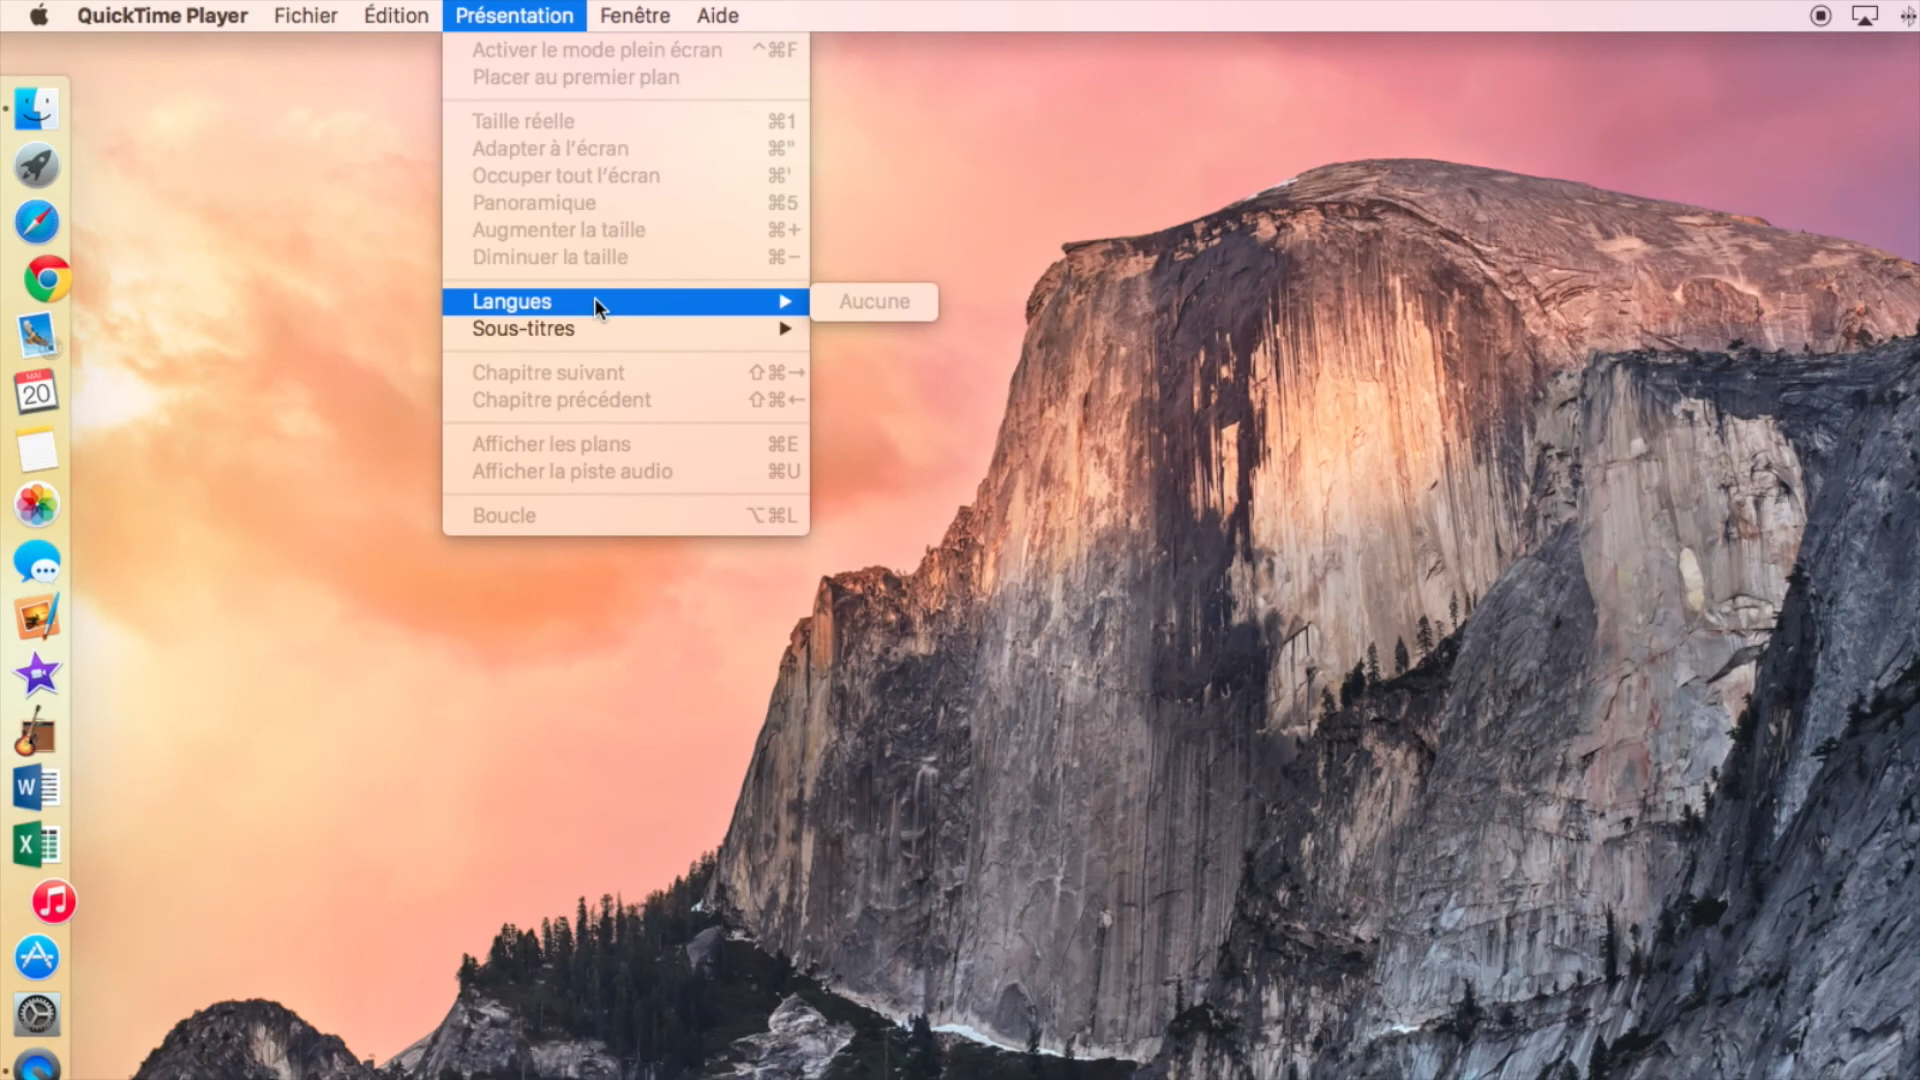 QuickTime Player Fichier Édition Présentation Fenêtre Aide
Activer le mode plein écran ^⌘F
Placer au premier plan
Taille réelle ⌘1
Adapter à l'écran ⌘"
Occuper tout l'écran ⌘'
Panoramique ⌘5
Augmenter la taille ⌘+
Diminuer la taille ⌘−
Langues ▶ Aucune
Sous-titres ▶
Chapitre suivant ⇧⌘→
Chapitre précédent ⇧⌘←
Afficher les plans ⌘E
Afficher la piste audio ⌘U
Boucle ⌥⌘L
MAI
20
W
X